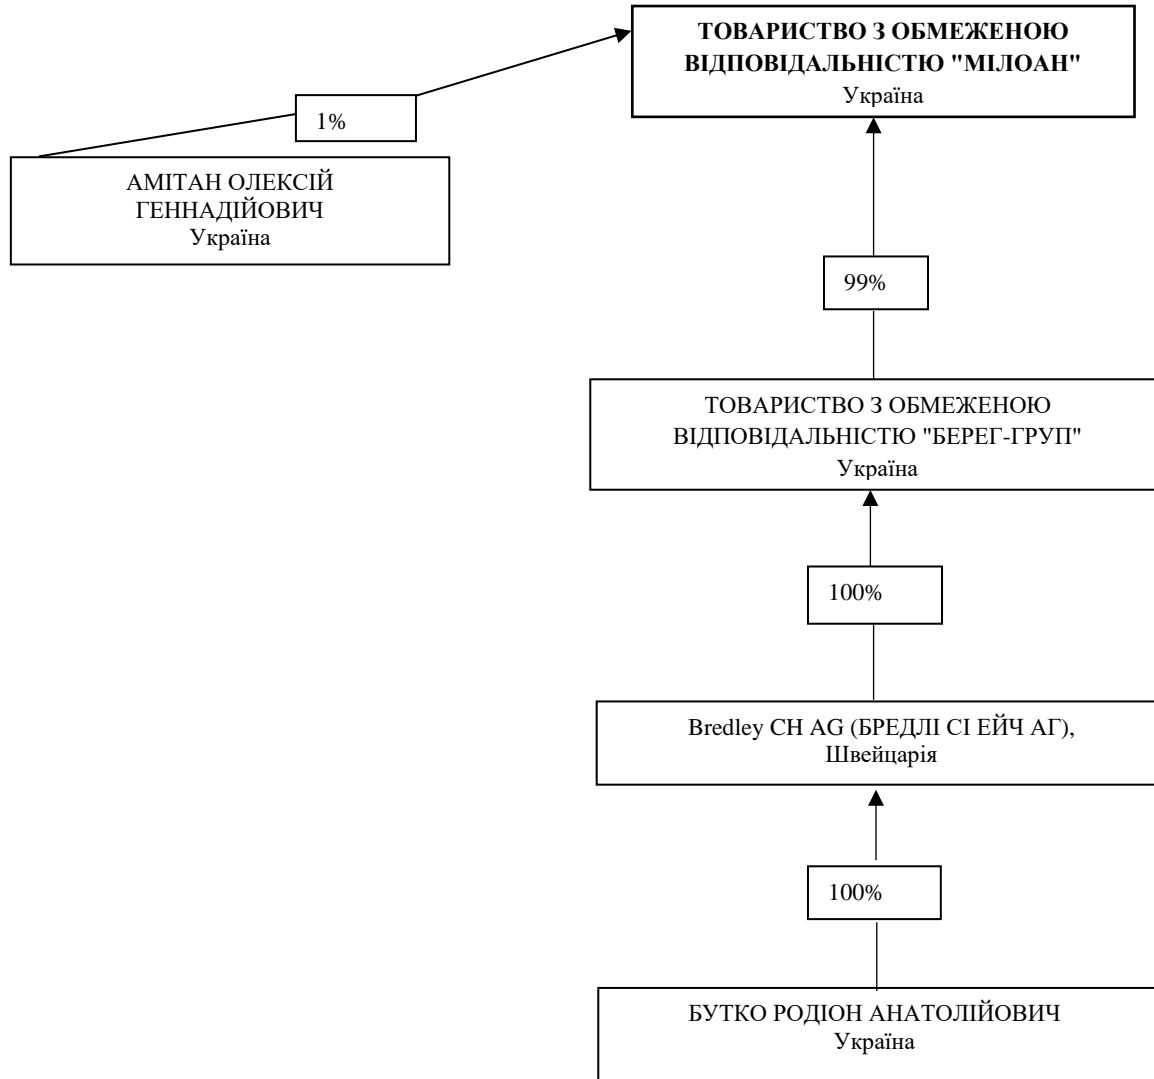 ТОВАРИСТВО З ОБМЕЖЕНОЮ
ВІДПОВІДАЛЬНІСТЮ "МІЛОАН"
Україна
1%
АМІТАН ОЛЕКСІЙ
ГЕННАДІЙОВИЧ
Україна
99%
ТОВАРИСТВО З ОБМЕЖЕНОЮ
ВІДПОВІДАЛЬНІСТЮ "БЕРЕГ-ГРУП"
Україна
100%
Bredley CH AG (БРЕДЛІ СІ ЕЙЧ АГ),
Швейцарія
100%
БУТКО РОДІОН АНАТОЛІЙОВИЧ
Україна